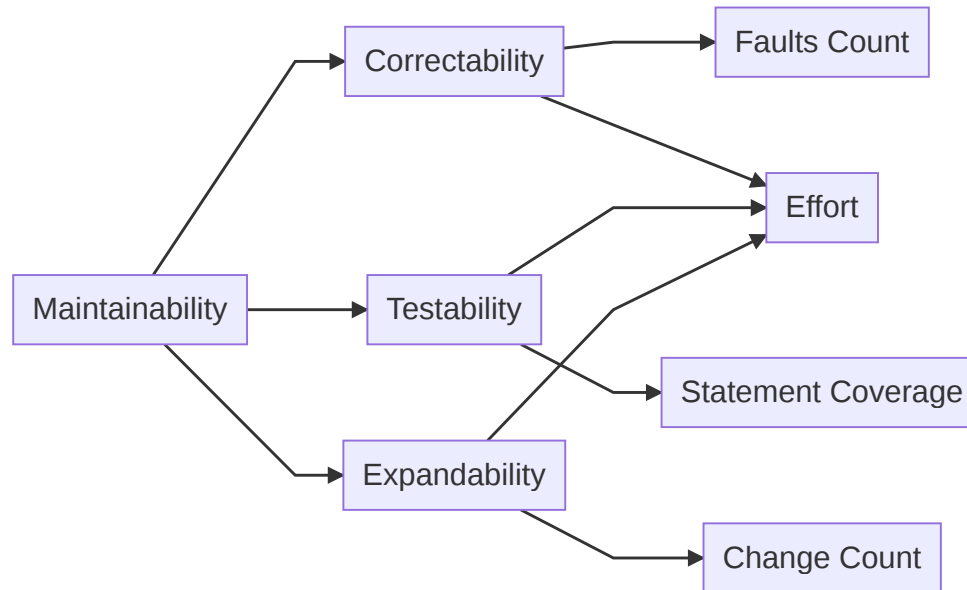 Maintainability
Correctability
Testability
Expandability
Faults Count
Effort
Statement Coverage
Change Count